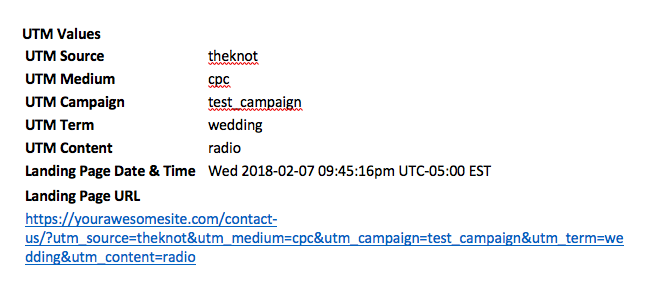 UTM Values
UTM Source theknot
UTM Medium cpc
UTM Campaign test_campaign
UTM Term wedding
UTM Content radio
Landing Page Date & Time Wed 2018-02-07 09:45:16pm UTC-05:00 EST
Landing Page URL
https://yourawesomesite.com/contact-
us/?utm_source=theknot&utm_medium=cpc&utm_campaign=test_campaign&utm_term=we
dding&utm_content=radio